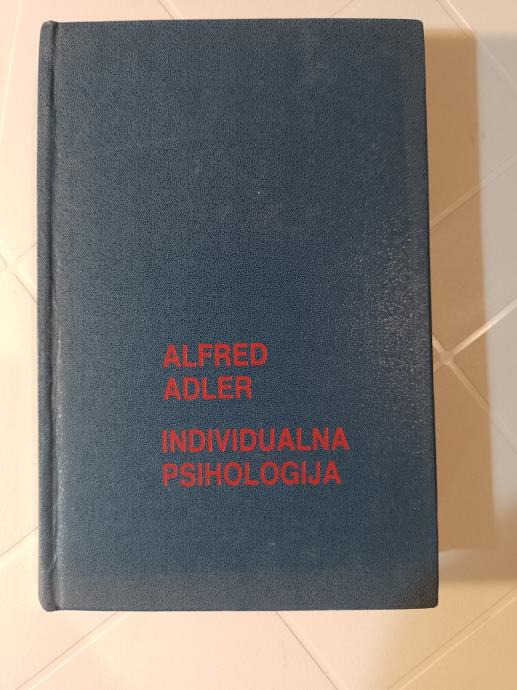 ALFRED
ADLER
INDIVIDUALNA
PSIHOLOGIJA